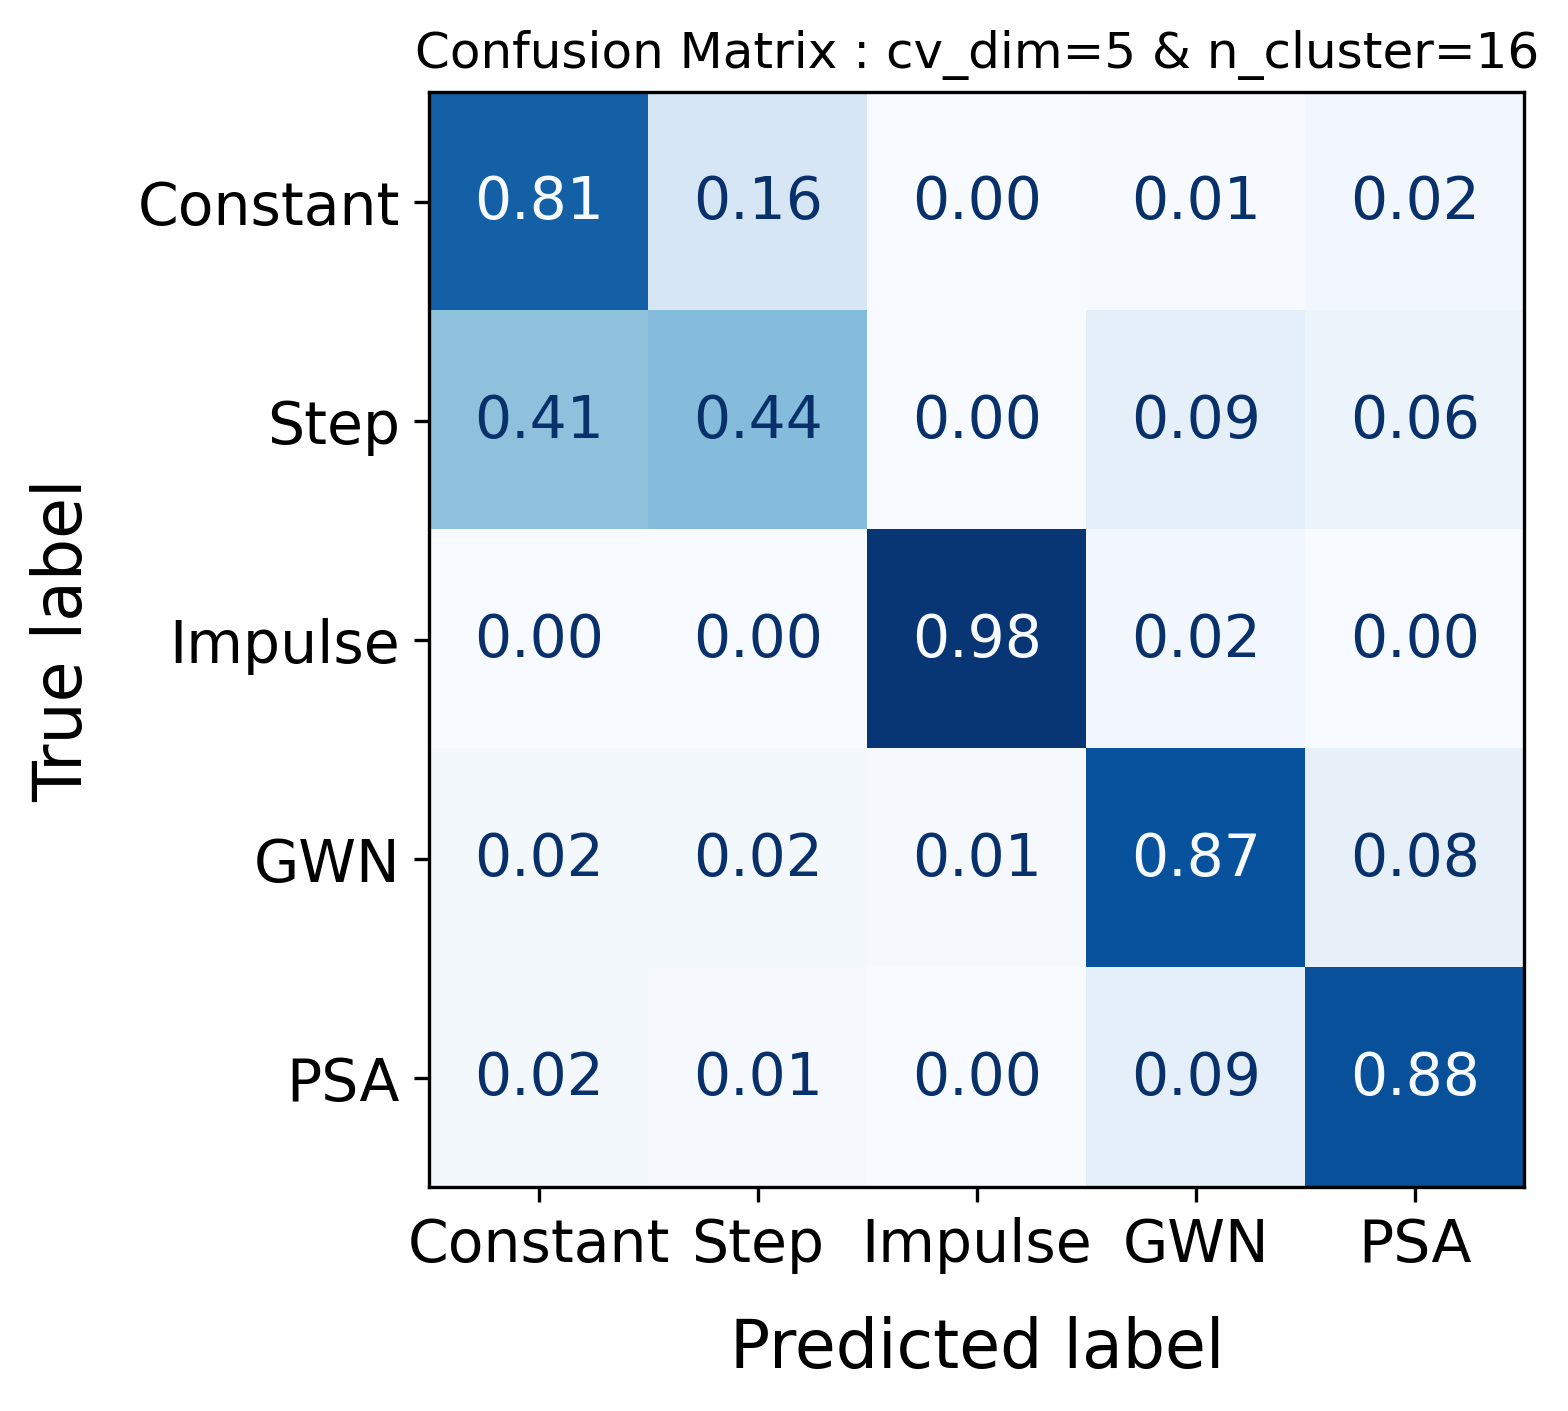 Confusion Matrix : cv_dim=5 & n_cluster=16
True label
Constant 0.81 0.16 0.00 0.01 0.02
Step 0.41 0.44 0.00 0.09 0.06
Impulse 0.00 0.00 0.98 0.02 0.00
GWN 0.02 0.02 0.01 0.87 0.08
PSA 0.02 0.01 0.00 0.09 0.88
Constant Step Impulse GWN PSA
Predicted label